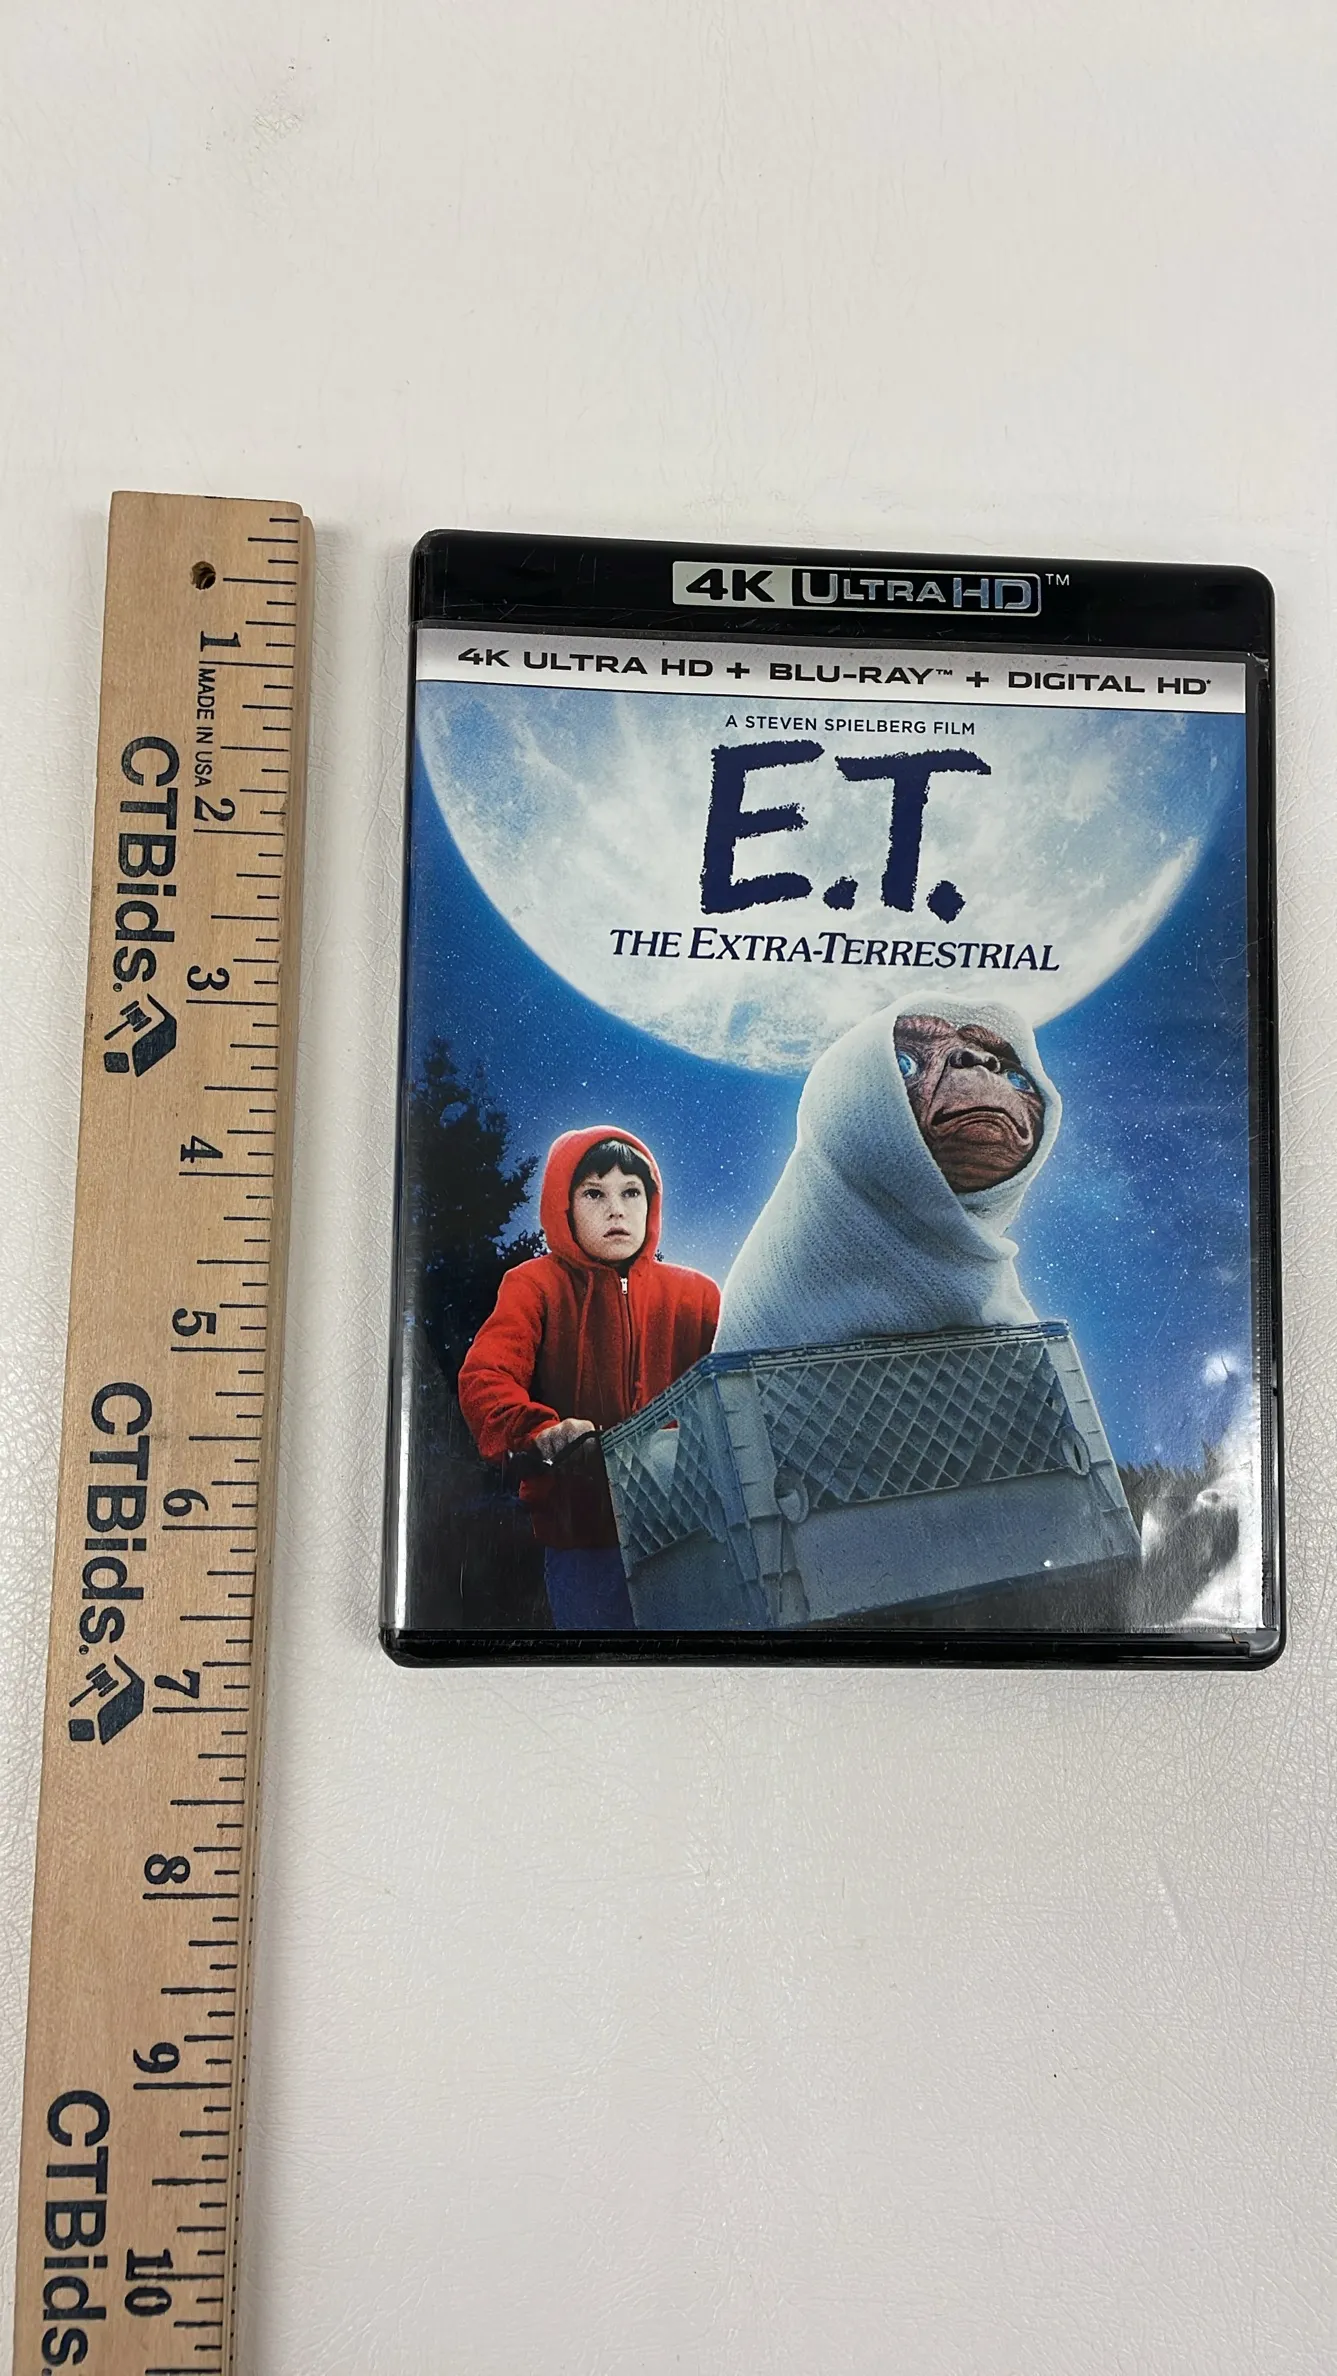 4K ULTRA HD™
4K ULTRA HD + BLU-RAY™ + DIGITAL HD*
A STEVEN SPIELBERG FILM
E.T.
THE EXTRA-TERRESTRIAL
1
MADE IN USA
2
CTBids.
3
4
5
CTBids.
6
7
8
9
CTBids.
10